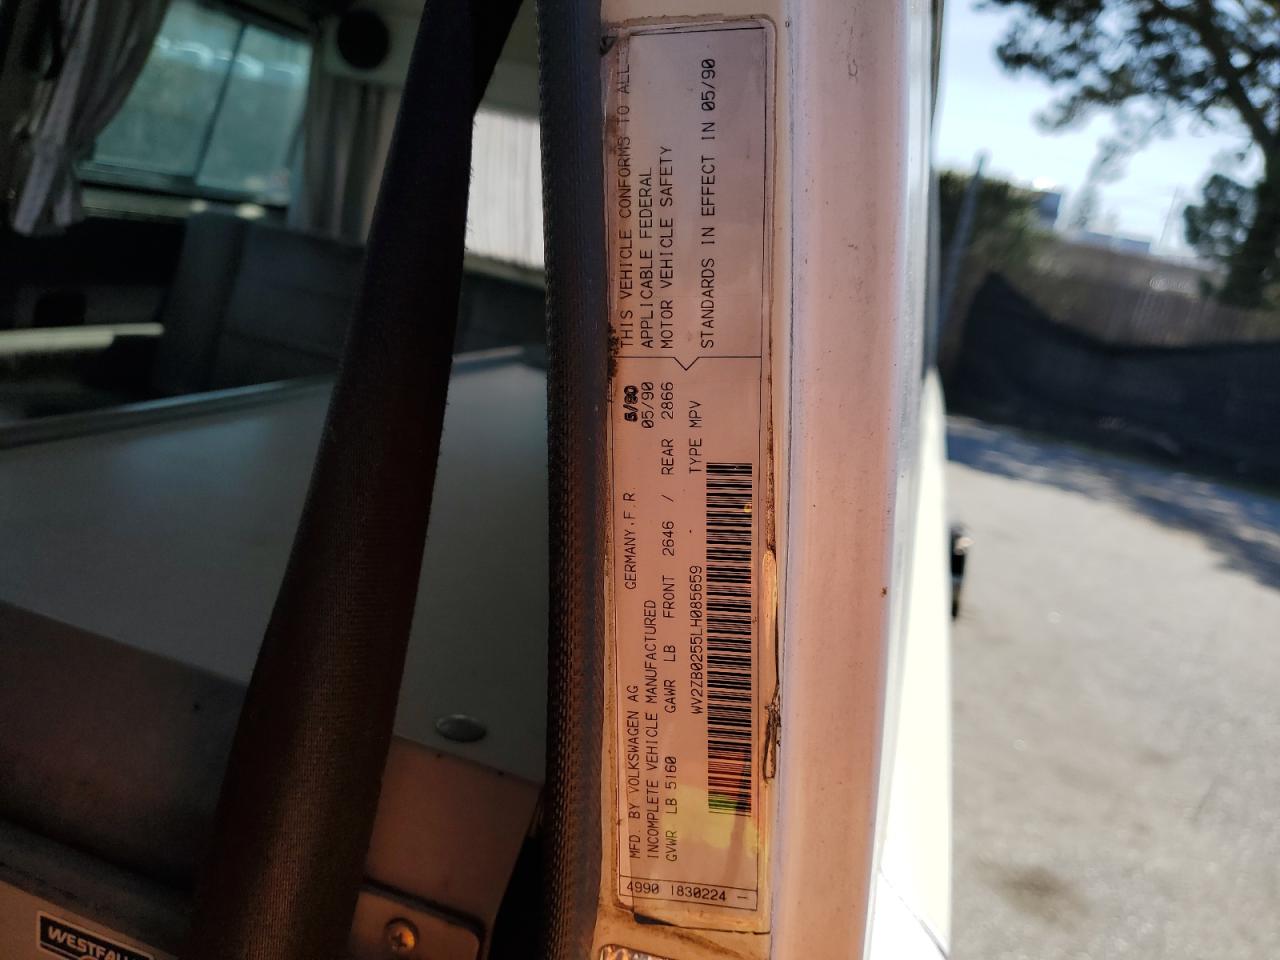 MFD. BY VOLKSWAGEN AG GERMANY.F.R. 5/90
INCOMPLETE VEHICLE MANUFACTURED 05/90
GVWR LB 5160 GAWR LB FRONT 2646 / REAR 2866
WV2ZB0255LH085659 TYPE MPV
THIS VEHICLE CONFORMS TO ALL
APPLICABLE FEDERAL
MOTOR VEHICLE SAFETY
STANDARDS IN EFFECT IN 05/90
4990 1830224 —